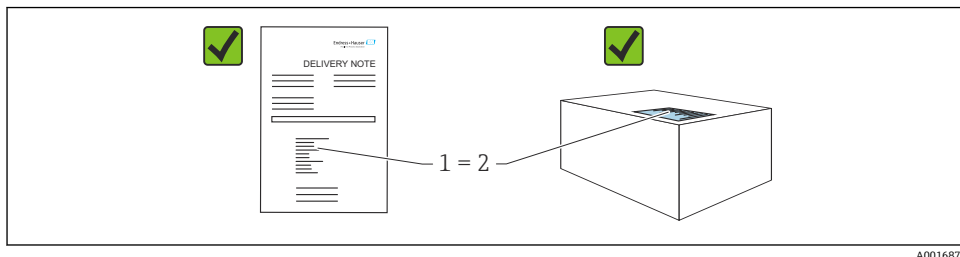 Endress+Hauser
DELIVERY NOTE
1 = 2
A001687